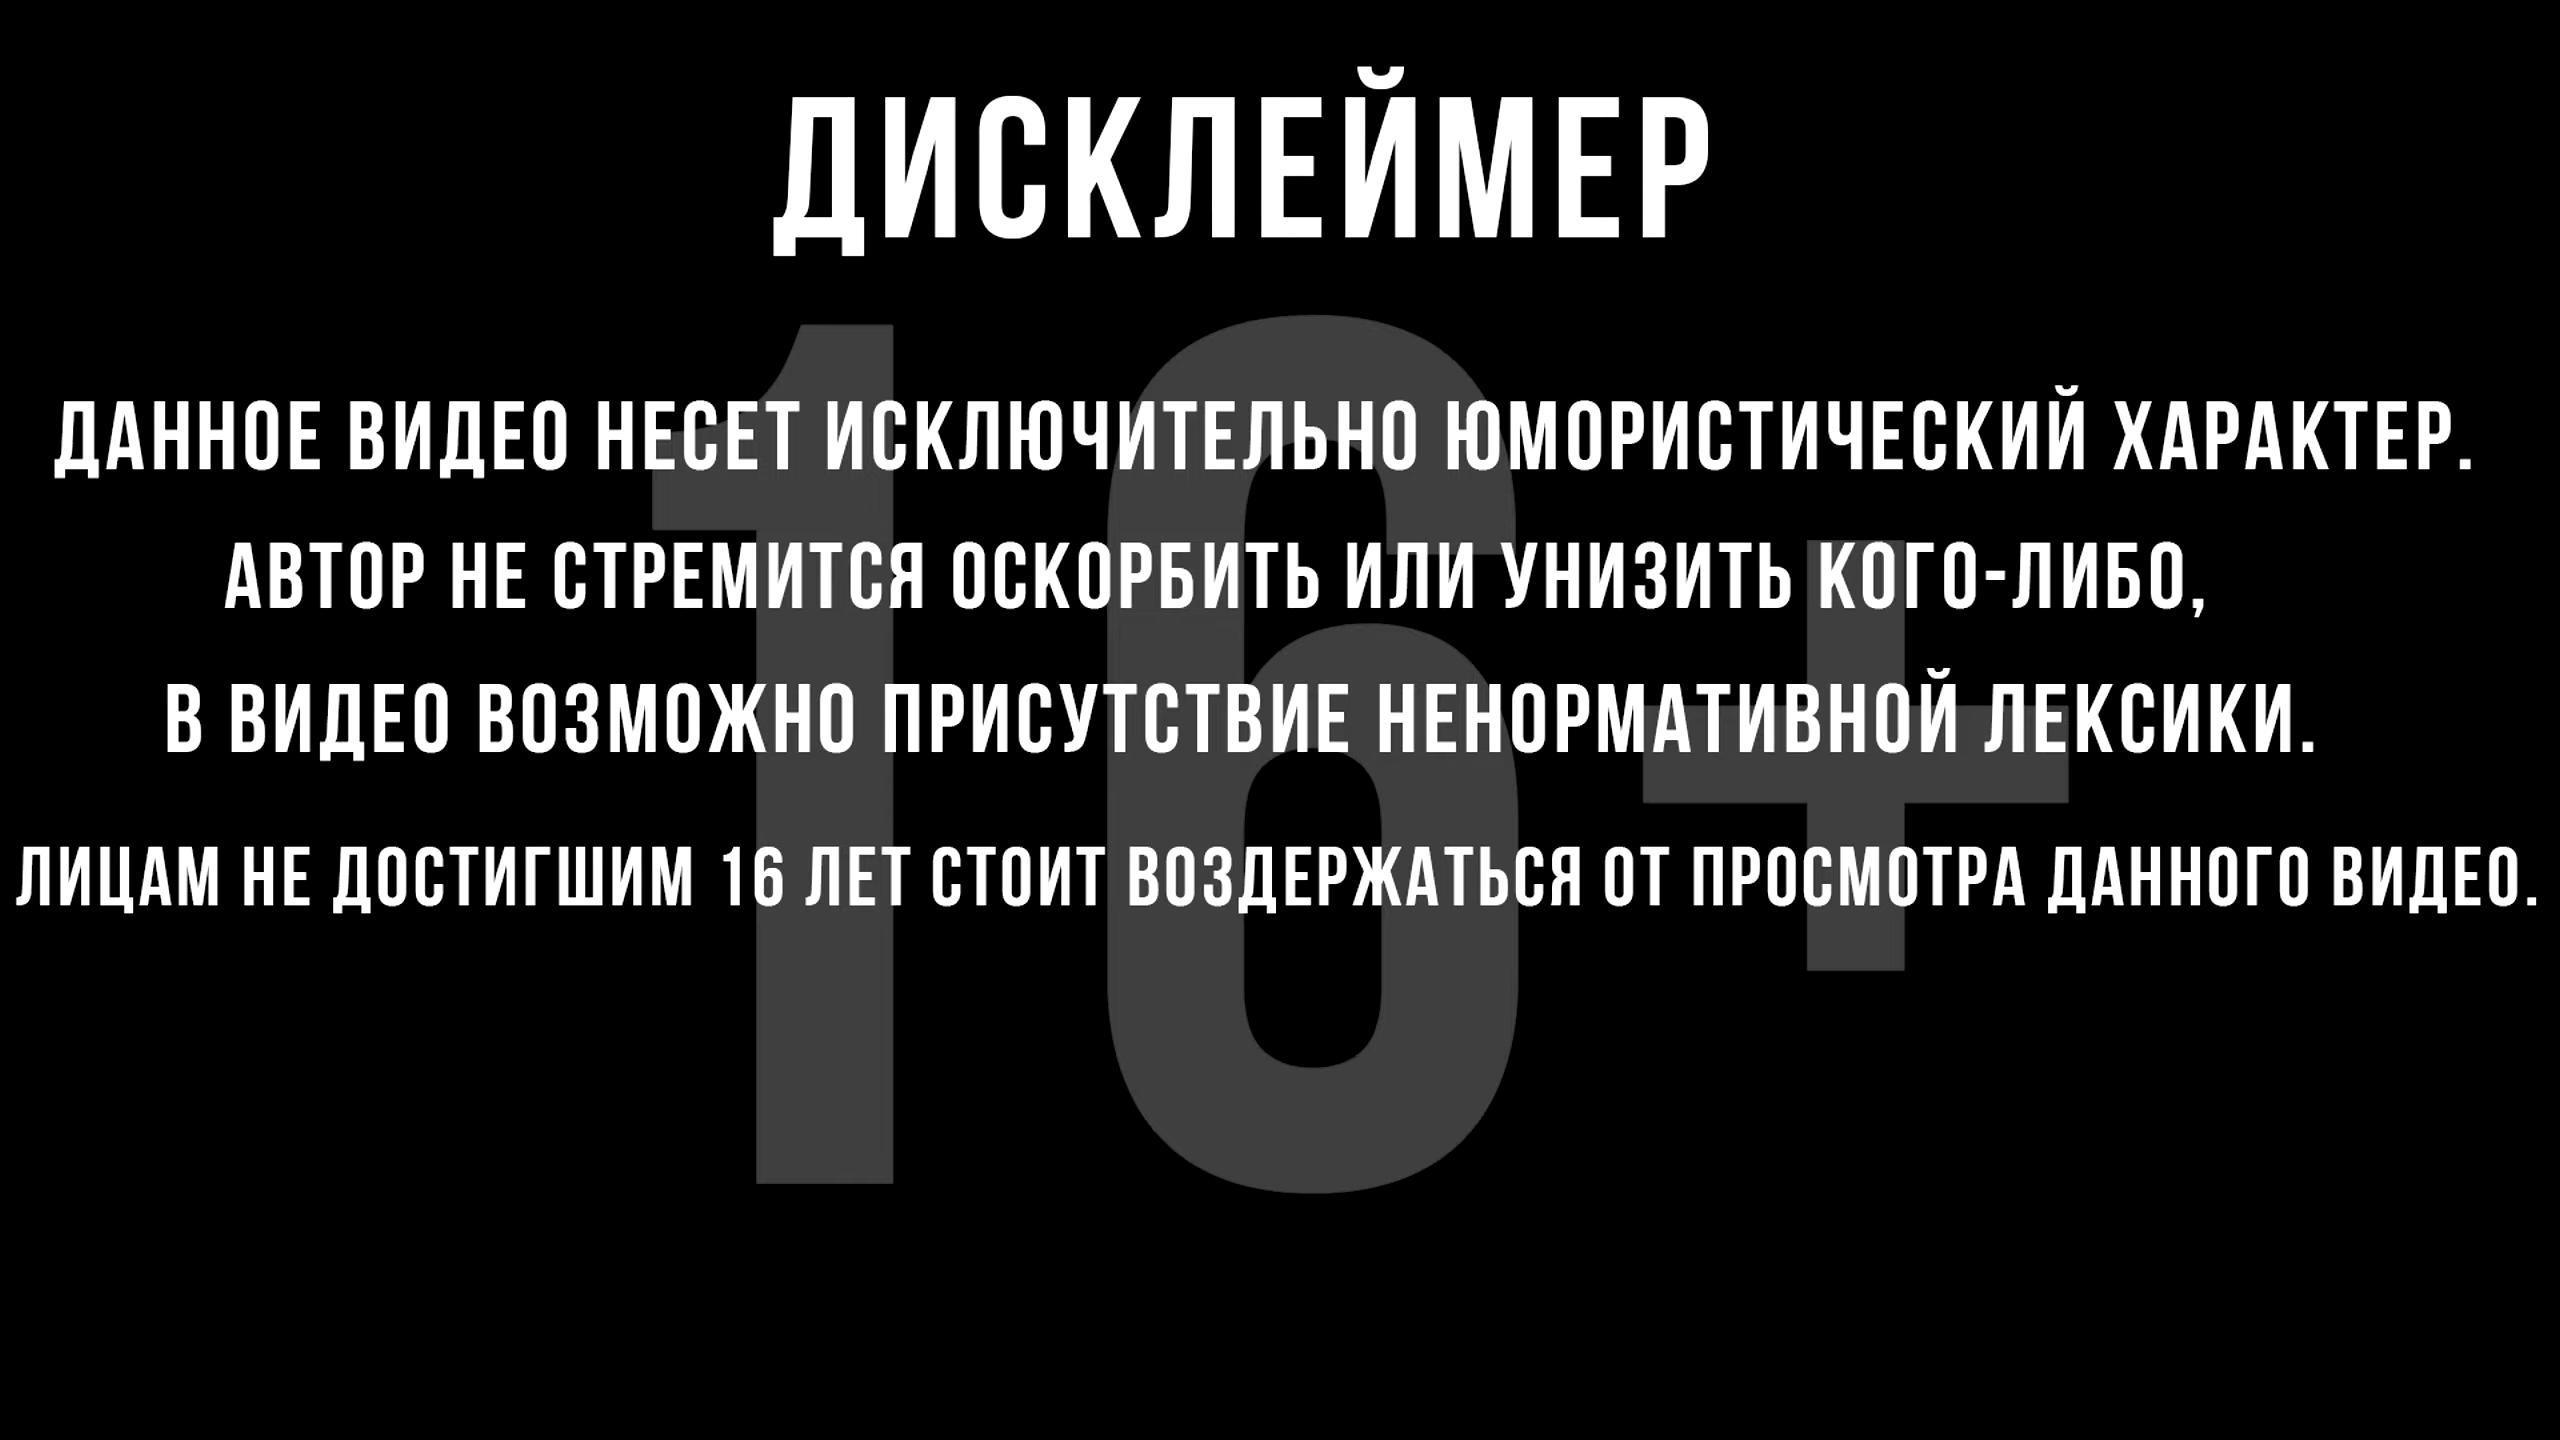 ДИСКЛЕЙМЕР
ДАННОЕ ВИДЕО НЕСЕТ ИСКЛЮЧИТЕЛЬНО ЮМОРИСТИЧЕСКИЙ ХАРАКТЕР.
АВТОР НЕ СТРЕМИТСЯ ОСКОРБИТЬ ИЛИ УНИЗИТЬ КОГО-ЛИБО,
В ВИДЕО ВОЗМОЖНО ПРИСУТСТВИЕ НЕНОРМАТИВНОЙ ЛЕКСИКИ.
ЛИЦАМ НЕ ДОСТИГШИМ 16 ЛЕТ СТОИТ ВОЗДЕРЖАТЬСЯ ОТ ПРОСМОТРА ДАННОГО ВИДЕО.
16+